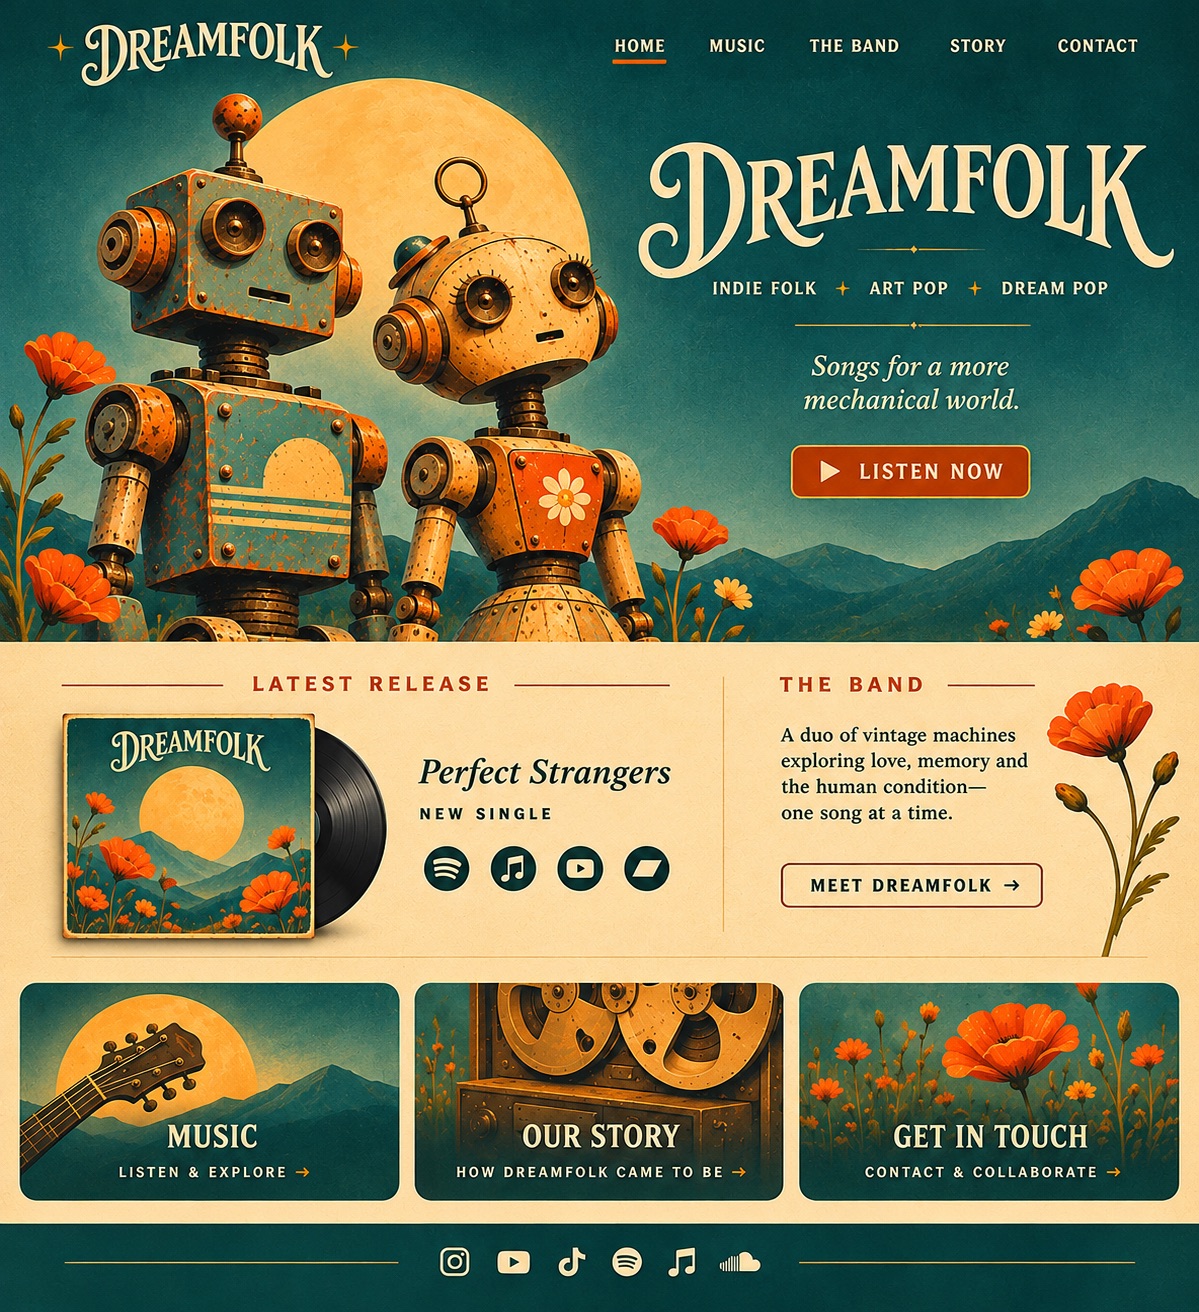 DREAMFOLK
HOME MUSIC THE BAND STORY CONTACT
DREAMFOLK
INDIE FOLK ART POP DREAM POP
Songs for a more
mechanical world.
LISTEN NOW
LATEST RELEASE
DREAMFOLK
Perfect Strangers
NEW SINGLE
THE BAND
A duo of vintage machines
exploring love, memory and
the human condition—
one song at a time.
MEET DREAMFOLK →
MUSIC
LISTEN & EXPLORE →
OUR STORY
HOW DREAMFOLK CAME TO BE →
GET IN TOUCH
CONTACT & COLLABORATE →